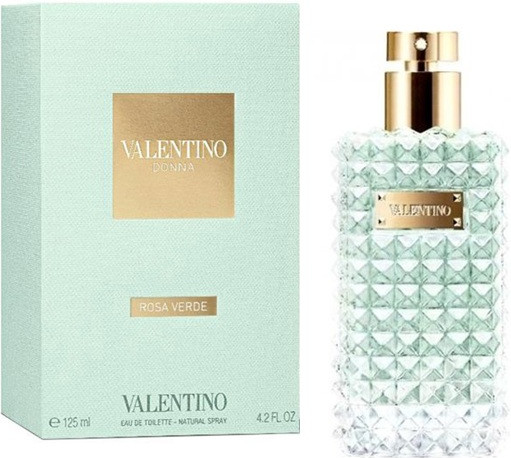 VALENTINO
DONNA
ROSA VERDE
VALENTINO
℮ 125 ml EAU DE TOILETTE - NATURAL SPRAY 4.2 FL OZ
VALENTINO